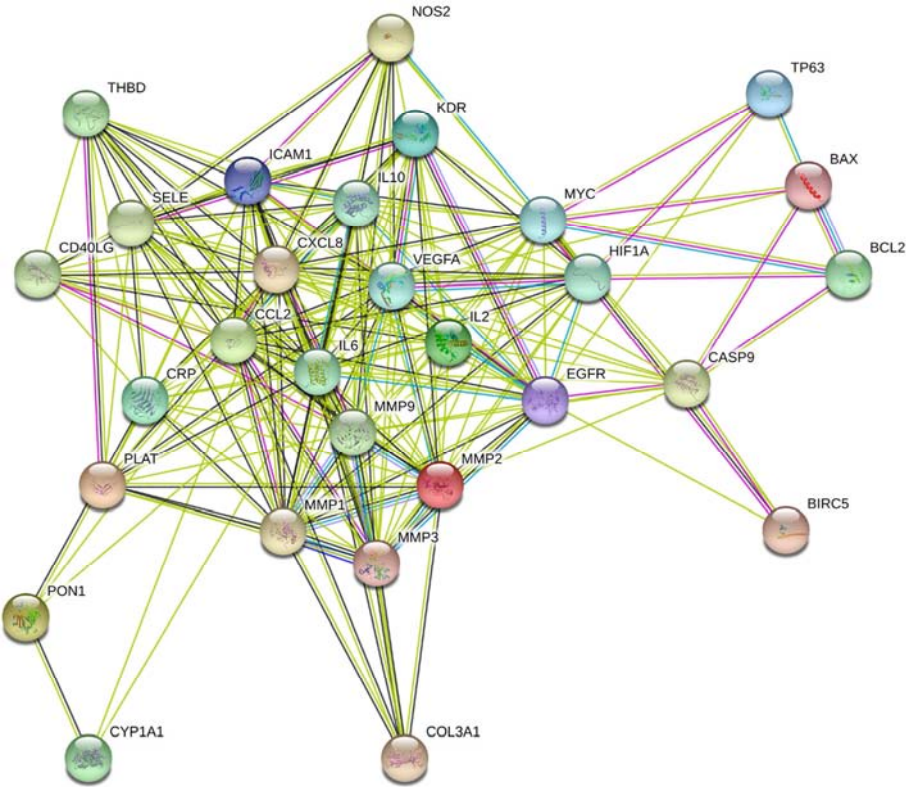 NOS2
TP63
THBD
KDR
ICAM1
BAX
IL10
SELE
MYC
CXCL8
CD40LG
HIF1A
BCL2
VEGFA
CCL2
IL2
IL6
CASP9
CRP
EGFR
MMP9
PLAT
MMP2
MMP1
BIRC5
MMP3
PON1
CYP1A1
COL3A1